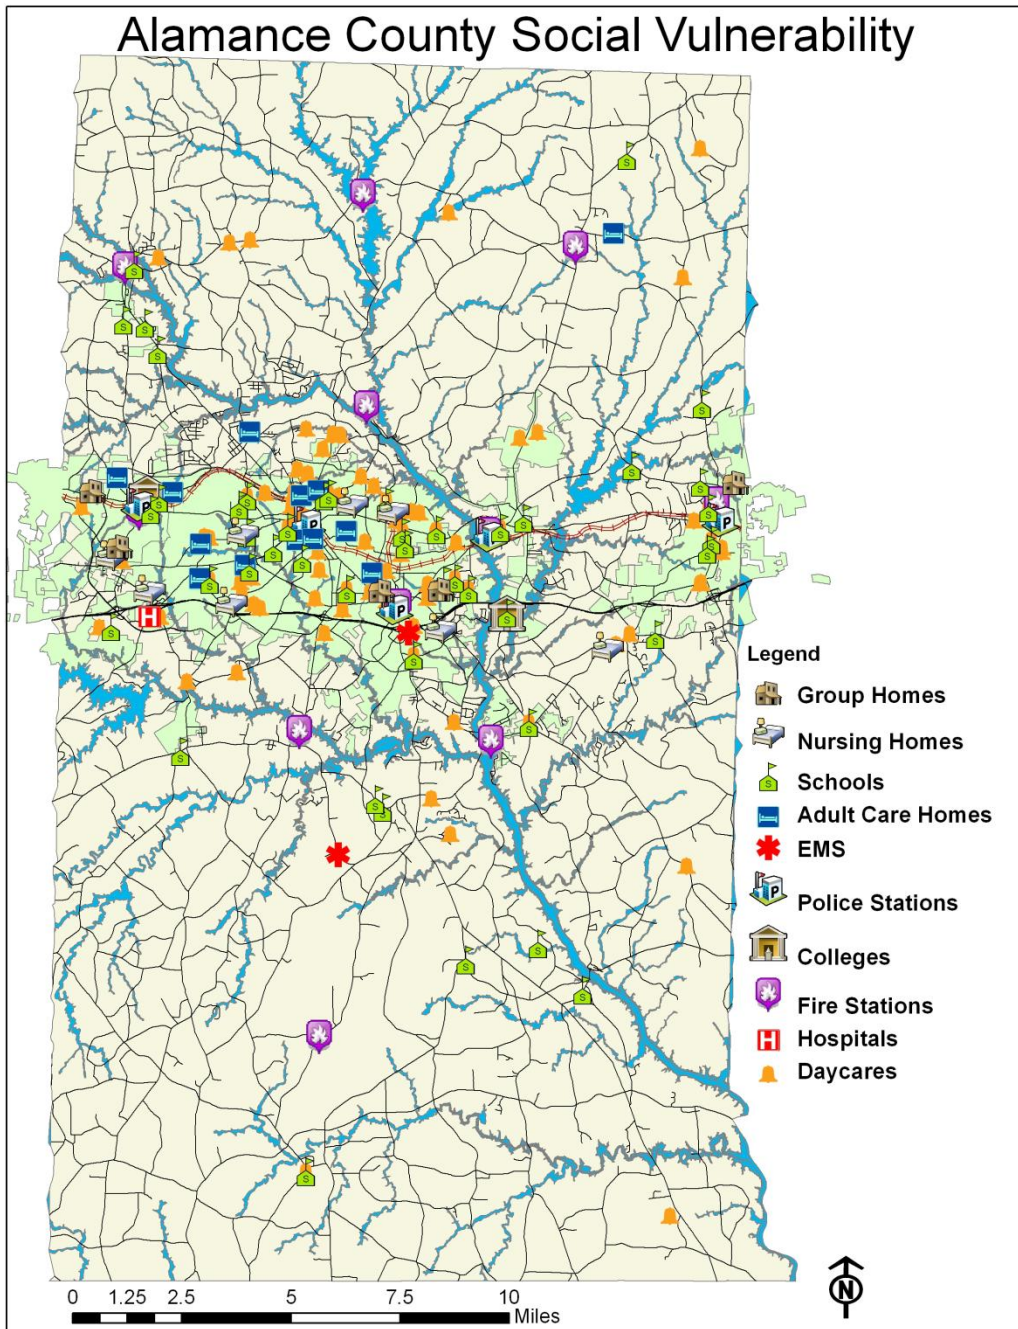 Alamance County Social Vulnerability
Legend
Group Homes
Nursing Homes
S Schools
Adult Care Homes
EMS
P Police Stations
Colleges
Fire Stations
H Hospitals
Daycares
0 1.25 2.5 5 7.5 10
Miles
N